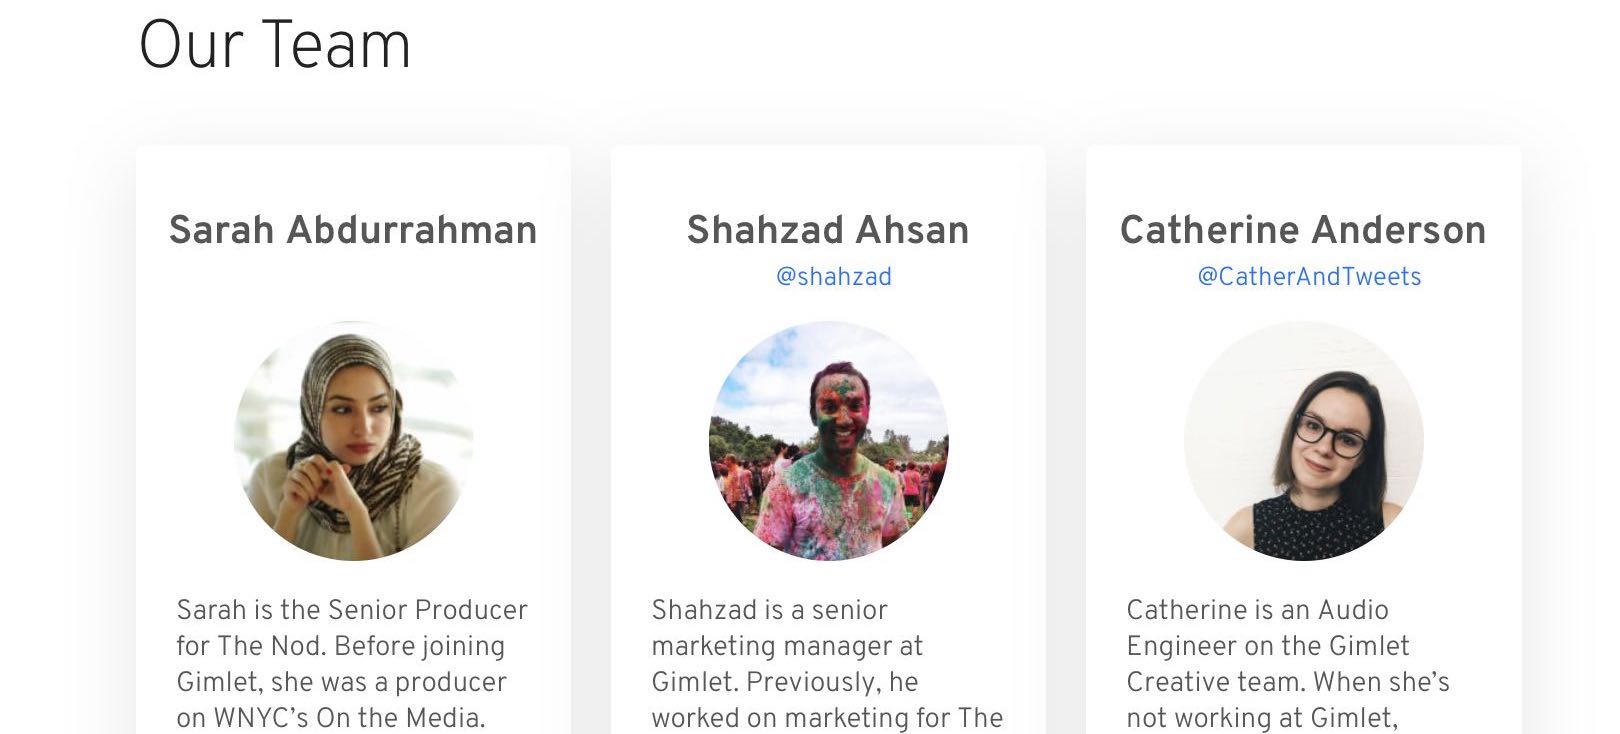 Our Team
Sarah Abdurrahman
Sarah is the Senior Producer
for The Nod. Before joining
Gimlet, she was a producer
on WNYC’s On the Media.
Shahzad Ahsan
@shahzad
Shahzad is a senior
marketing manager at
Gimlet. Previously, he
worked on marketing for The
Catherine Anderson
@CatherAndTweets
Catherine is an Audio
Engineer on the Gimlet
Creative team. When she’s
not working at Gimlet,